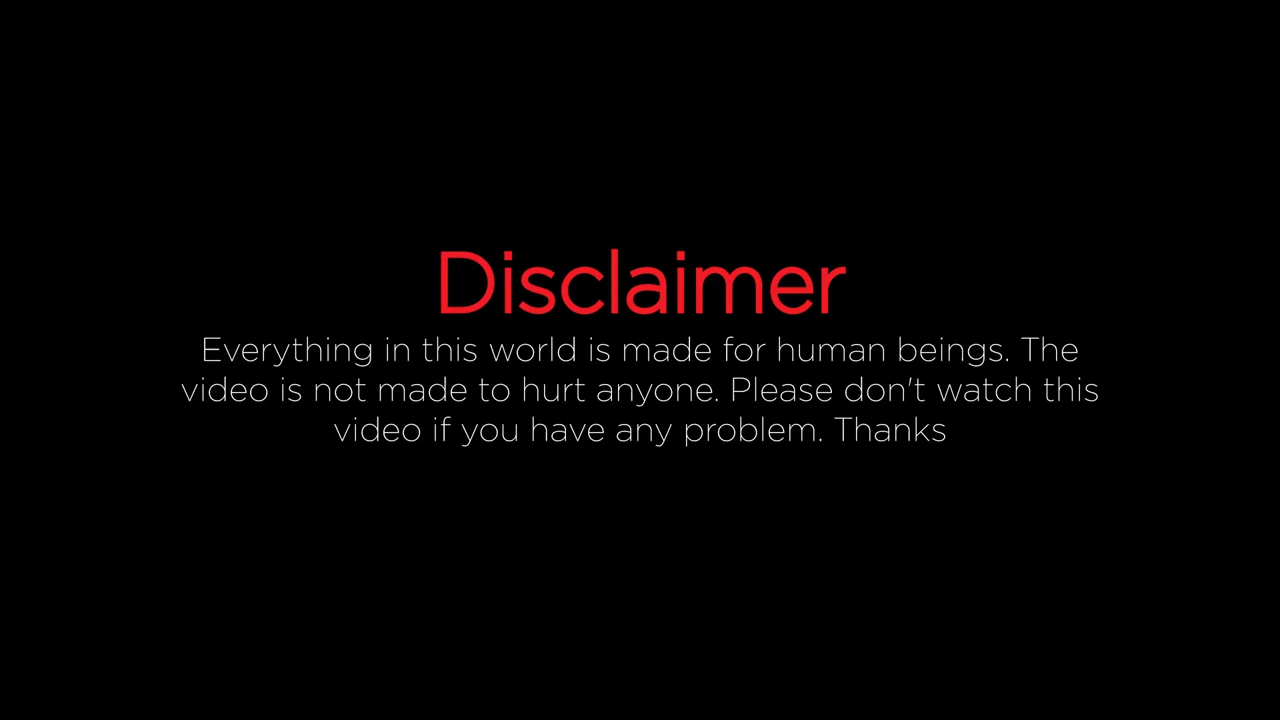 Disclaimer
Everything in this world is made for human beings. The
video is not made to hurt anyone. Please don't watch this
video if you have any problem. Thanks